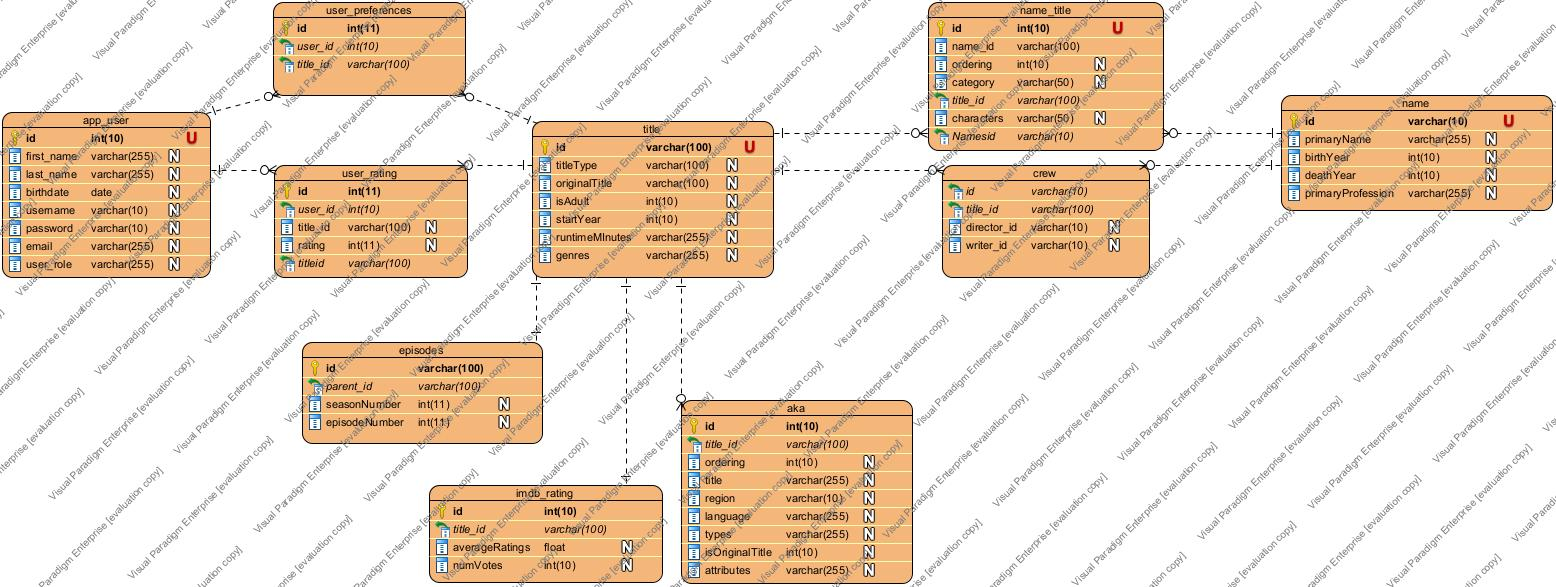 user_preferences
id int(11)
user_id int(10)
title_id varchar(100)
name_title
id int(10) U
name_id varchar(100)
ordering int(10) N
category varchar(50) N
title_id varchar(100)
characters varchar(50) N
Namesid varchar(10)
name
id varchar(10) U
primaryName varchar(255) N
birthYear int(10) N
deathYear int(10) N
primaryProfession varchar(255) N
app_user
id int(10) U
first_name varchar(255) N
last_name varchar(255) N
birthdate date N
username varchar(10) N
password varchar(10) N
email varchar(255) N
user_role varchar(255) N
title
id varchar(100) U
titleType varchar(100) N
originalTitle varchar(100) N
isAdult int(10) N
startYear int(10) N
runtimeMInutes varchar(255) N
genres varchar(255) N
user_rating
id int(11)
user_id int(10)
title_id varchar(100) N
rating int(11) N
titleid varchar(100)
crew
id varchar(10)
title_id varchar(100)
director_id varchar(10) N
writer_id varchar(10) N
episodes
id varchar(100)
parent_id varchar(100)
seasonNumber int(11) N
episodeNumber int(11) N
aka
id int(10)
title_id varchar(100)
ordering int(10) N
title varchar(255) N
region varchar(10) N
language varchar(255) N
types varchar(255) N
isOriginalTitle int(10) N
attributes varchar(255) N
imdb_rating
id int(10)
title_id varchar(100)
averageRatings float N
numVotes int(10) N
Visual Paradigm Enterprise [evaluation copy]